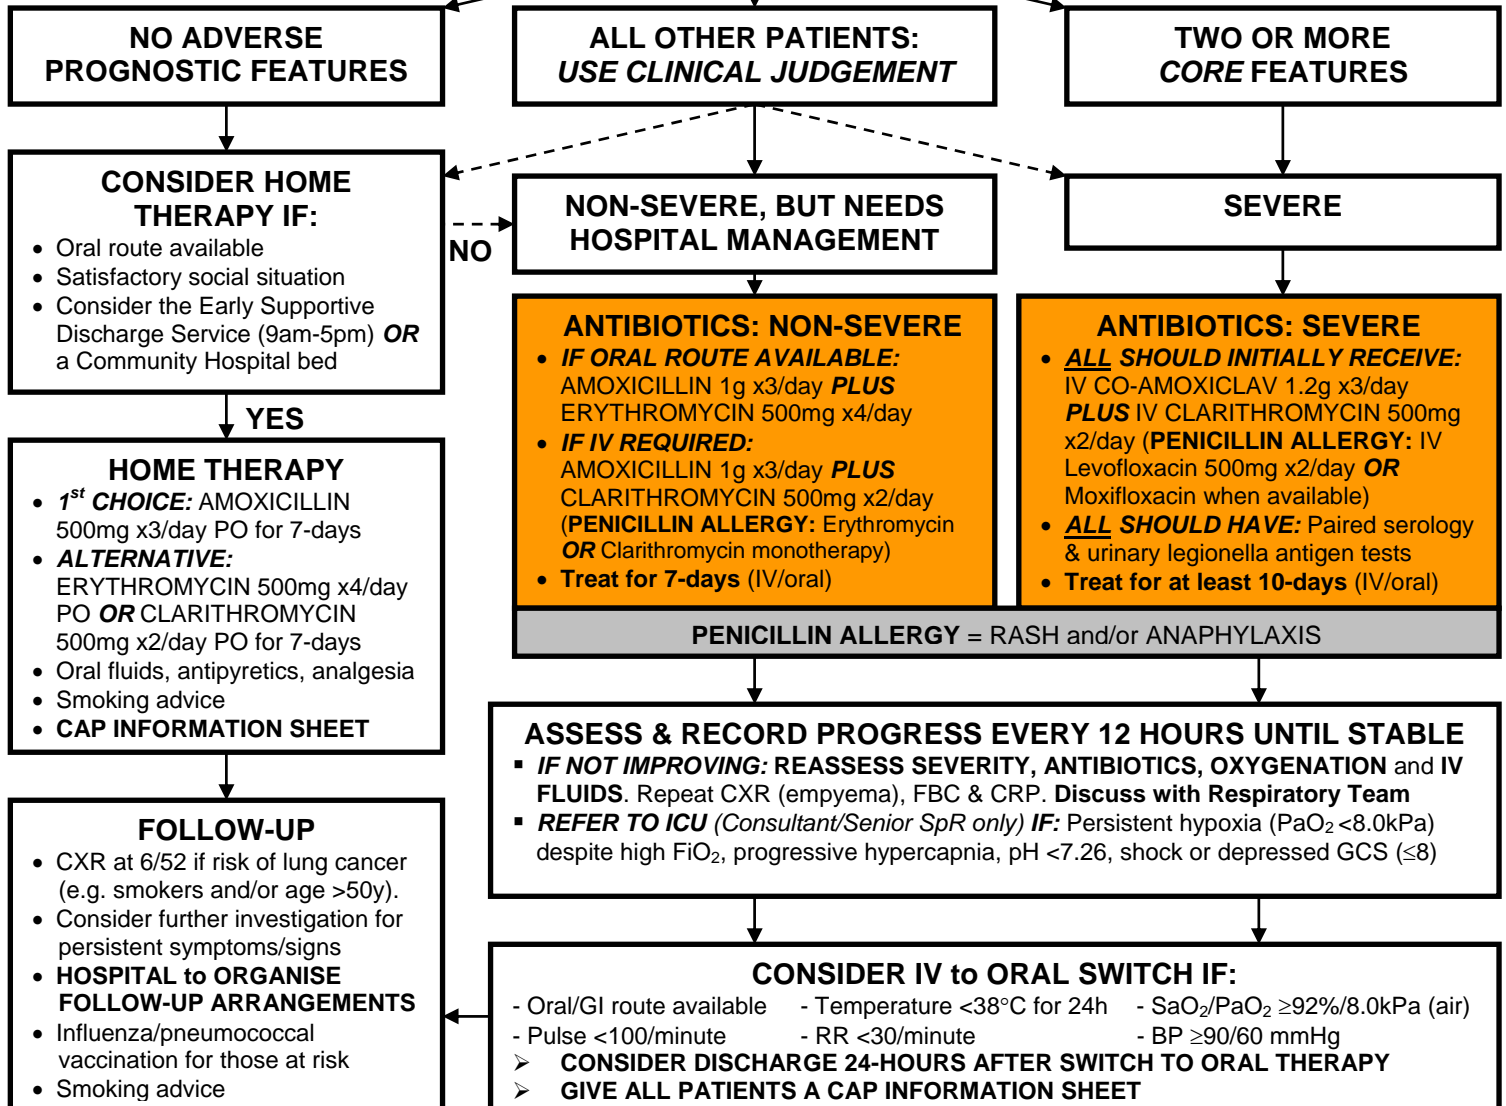 NO ADVERSE
PROGNOSTIC FEATURES
ALL OTHER PATIENTS:
USE CLINICAL JUDGEMENT
TWO OR MORE
CORE FEATURES
CONSIDER HOME
THERAPY IF:
• Oral route available
• Satisfactory social situation
• Consider the Early Supportive
Discharge Service (9am-5pm) OR
a Community Hospital bed
NO
NON-SEVERE, BUT NEEDS
HOSPITAL MANAGEMENT
SEVERE
YES
HOME THERAPY
• 1st CHOICE: AMOXICILLIN
500mg x3/day PO for 7-days
• ALTERNATIVE:
ERYTHROMYCIN 500mg x4/day
PO OR CLARITHROMYCIN
500mg x2/day PO for 7-days
• Oral fluids, antipyretics, analgesia
• Smoking advice
• CAP INFORMATION SHEET
ANTIBIOTICS: NON-SEVERE
• IF ORAL ROUTE AVAILABLE:
AMOXICILLIN 1g x3/day PLUS
ERYTHROMYCIN 500mg x4/day
• IF IV REQUIRED:
AMOXICILLIN 1g x3/day PLUS
CLARITHROMYCIN 500mg x2/day
(PENICILLIN ALLERGY: Erythromycin
OR Clarithromycin monotherapy)
• Treat for 7-days (IV/oral)
ANTIBIOTICS: SEVERE
• ALL SHOULD INITIALLY RECEIVE:
IV CO-AMOXICLAV 1.2g x3/day
PLUS IV CLARITHROMYCIN 500mg
x2/day (PENICILLIN ALLERGY: IV
Levofloxacin 500mg x2/day OR
Moxifloxacin when available)
• ALL SHOULD HAVE: Paired serology
& urinary legionella antigen tests
• Treat for at least 10-days (IV/oral)
PENICILLIN ALLERGY = RASH and/or ANAPHYLAXIS
ASSESS & RECORD PROGRESS EVERY 12 HOURS UNTIL STABLE
▪ IF NOT IMPROVING: REASSESS SEVERITY, ANTIBIOTICS, OXYGENATION and IV
FLUIDS. Repeat CXR (empyema), FBC & CRP. Discuss with Respiratory Team
▪ REFER TO ICU (Consultant/Senior SpR only) IF: Persistent hypoxia (PaO₂ <8.0kPa)
despite high FiO₂, progressive hypercapnia, pH <7.26, shock or depressed GCS (≤8)
FOLLOW-UP
• CXR at 6/52 if risk of lung cancer
(e.g. smokers and/or age >50y).
• Consider further investigation for
persistent symptoms/signs
• HOSPITAL to ORGANISE
FOLLOW-UP ARRANGEMENTS
• Influenza/pneumococcal
vaccination for those at risk
• Smoking advice
CONSIDER IV to ORAL SWITCH IF:
- Oral/GI route available - Temperature <38°C for 24h - SaO₂/PaO₂ ≥92%/8.0kPa (air)
- Pulse <100/minute - RR <30/minute - BP ≥90/60 mmHg
➢ CONSIDER DISCHARGE 24-HOURS AFTER SWITCH TO ORAL THERAPY
➢ GIVE ALL PATIENTS A CAP INFORMATION SHEET